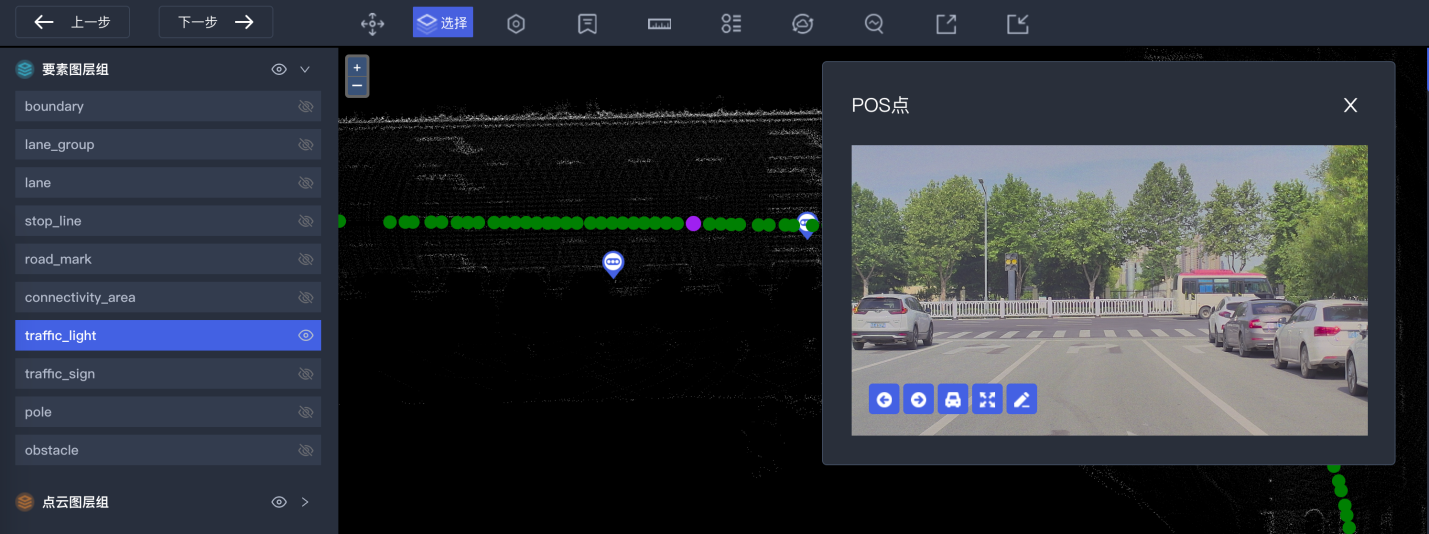 上一步
下一步
选择
要素图层组
boundary
lane_group
lane
stop_line
road_mark
connectivity_area
traffic_light
traffic_sign
pole
obstacle
点云图层组
+
−
POS点